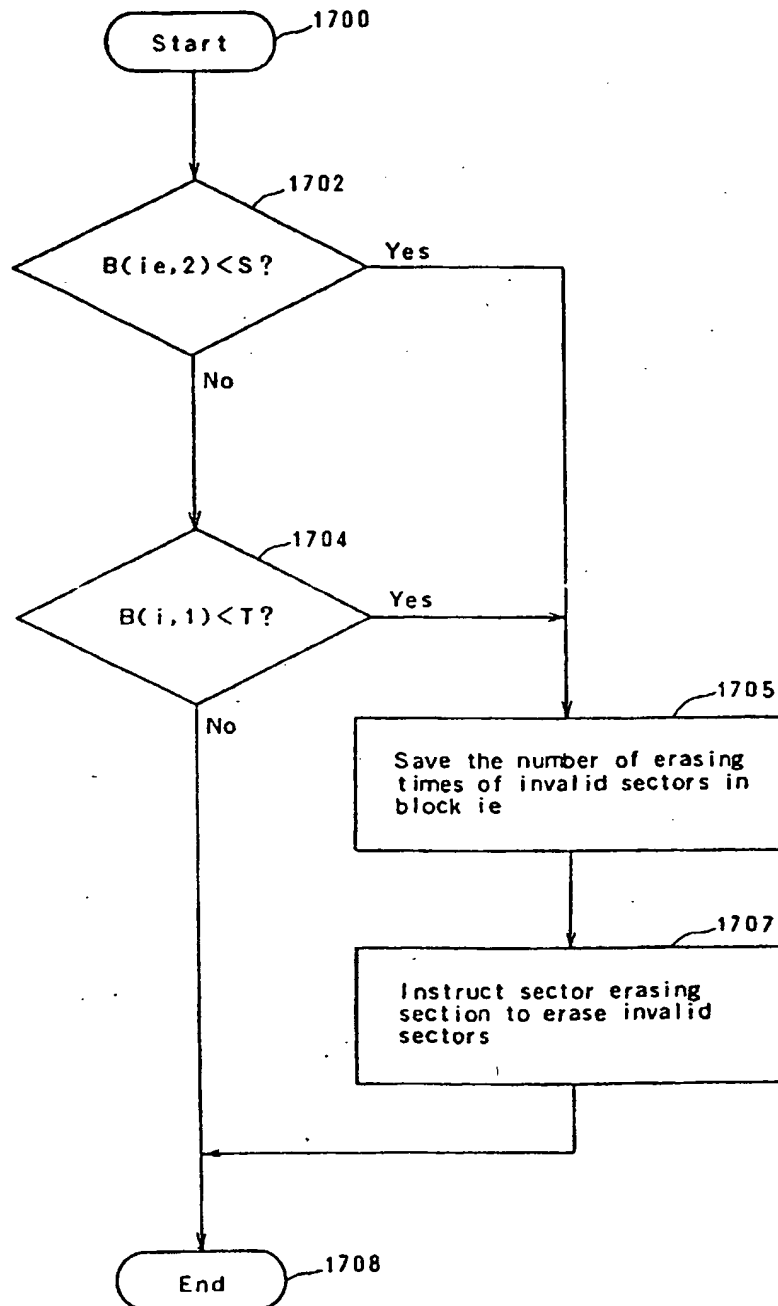 1700
Start
1702
B(ie,2)<S?
Yes
No
1704
B(i,1)<T?
Yes
No
1705
Save the number of erasing
times of invalid sectors in
block ie
1707
Instruct sector erasing
section to erase invalid
sectors
End
1708